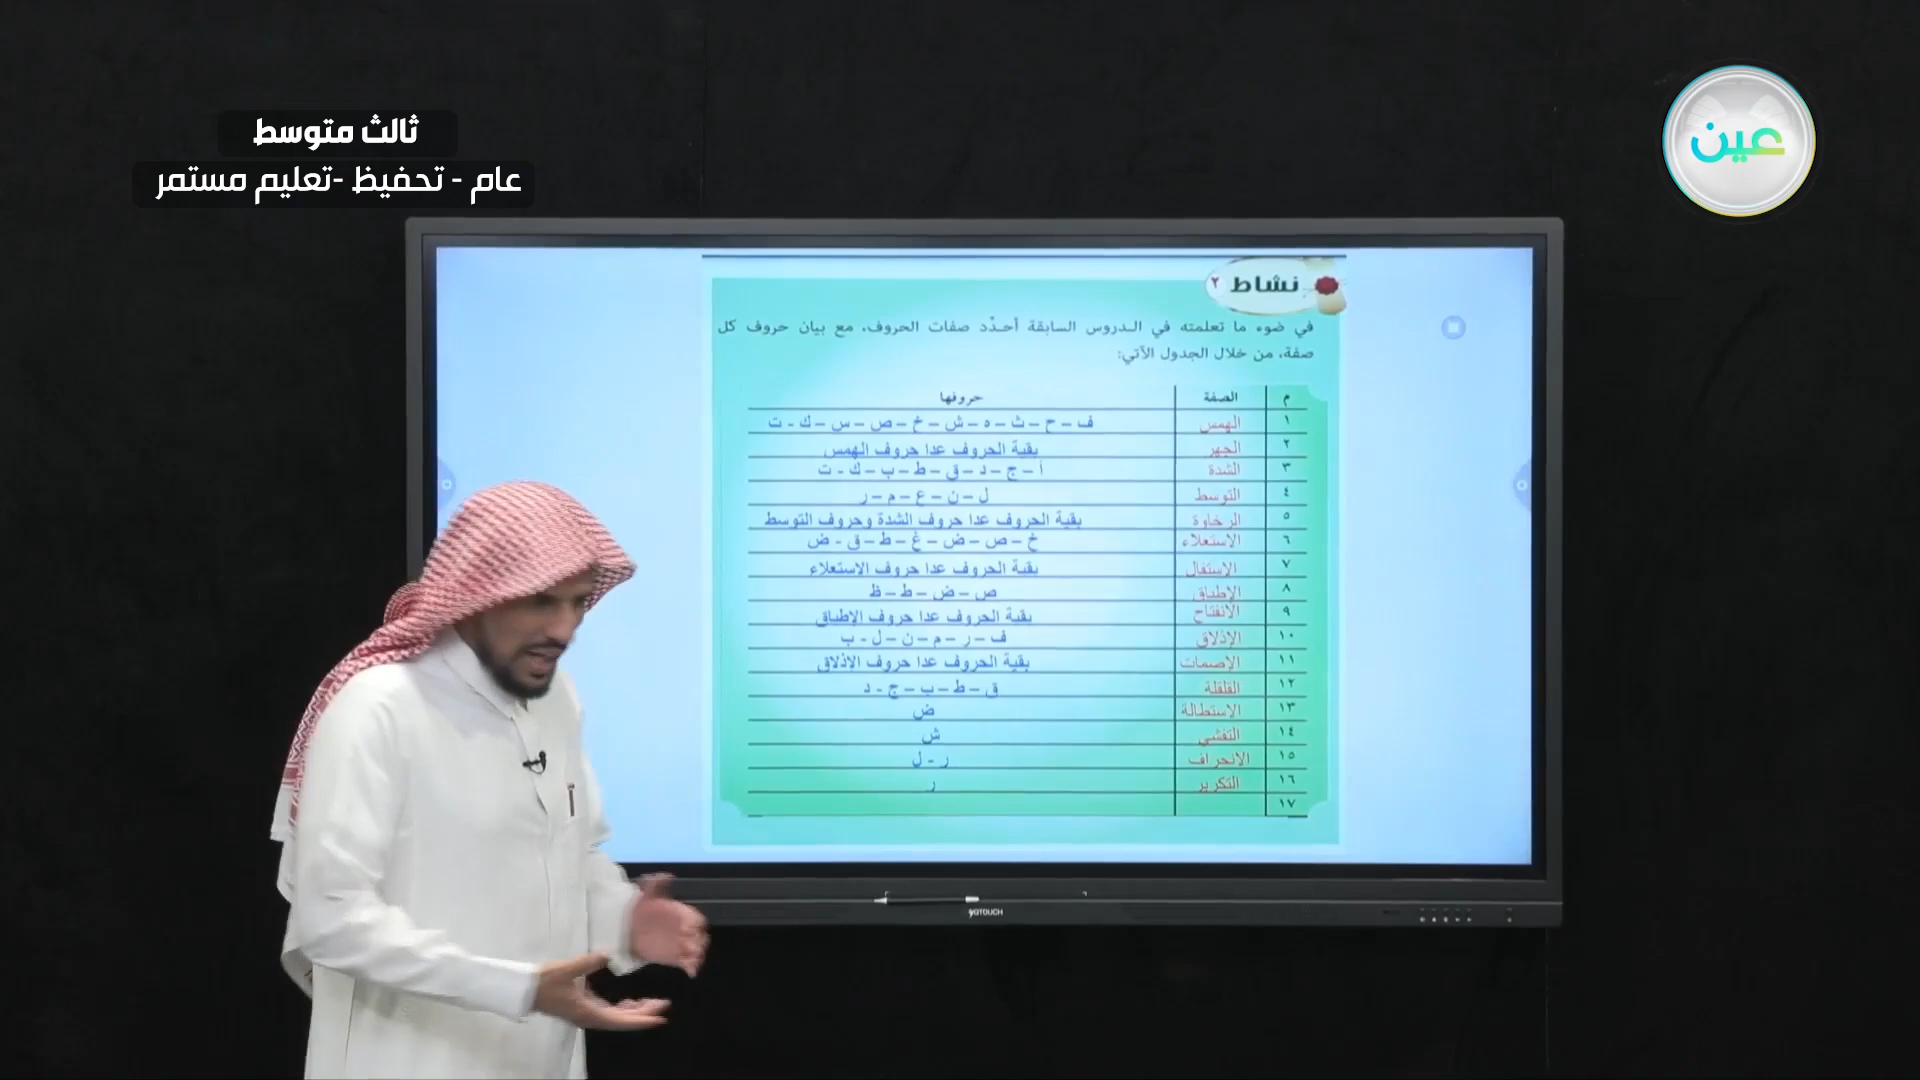 ثالث متوسط
عام - تحفيظ -تعليم مستمر
عين
نشاط ٢
في ضوء ما تعلمته في الدروس السابقة أحدِّد صفات الحروف، مع بيان حروف كل
صفة، من خلال الجدول الآتي:
م الصفة حروفها
١ الهمس ف – ح – ث – ه – ش – خ – ص – س – ك - ت
٢ الجهر بقية الحروف عدا حروف الهمس
٣ الشدة أ – ج – د – ق – ط – ب – ك - ت
٤ التوسط ل – ن – ع – م – ر
٥ الرخاوة بقية الحروف عدا حروف الشدة وحروف التوسط
٦ الاستعلاء خ – ص – ض – غ – ط – ق - ض
٧ الاستفال بقية الحروف عدا حروف الاستعلاء
٨ الإطباق ص – ض – ط – ظ
٩ الانفتاح بقية الحروف عدا حروف الإطباق
١٠ الإذلاق ف – ر – م – ن – ل - ب
١١ الإصمات بقية الحروف عدا حروف الاذلاق
١٢ القلقلة ق – ط – ب – ج - د
١٣ الاستطالة ض
١٤ التفشي ش
١٥ الانحراف ر - ل
١٦ التكرير ر
١٧
YQTOUCH